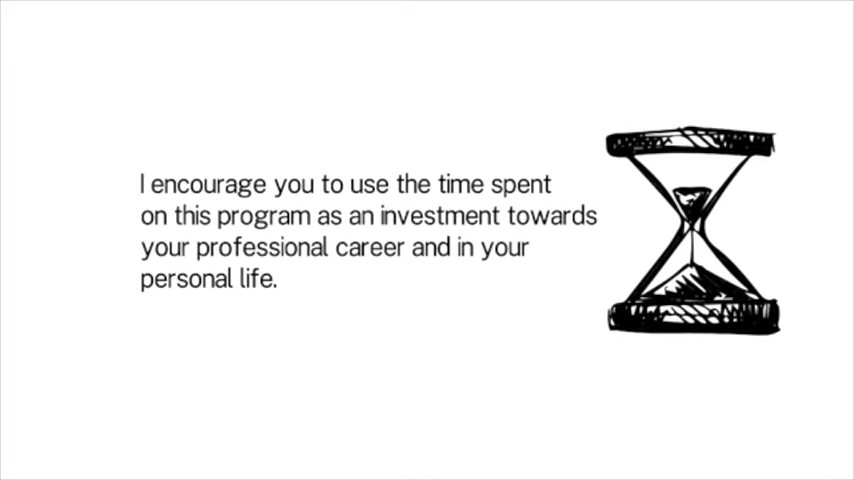 I encourage you to use the time spent
on this program as an investment towards
your professional career and in your
personal life.